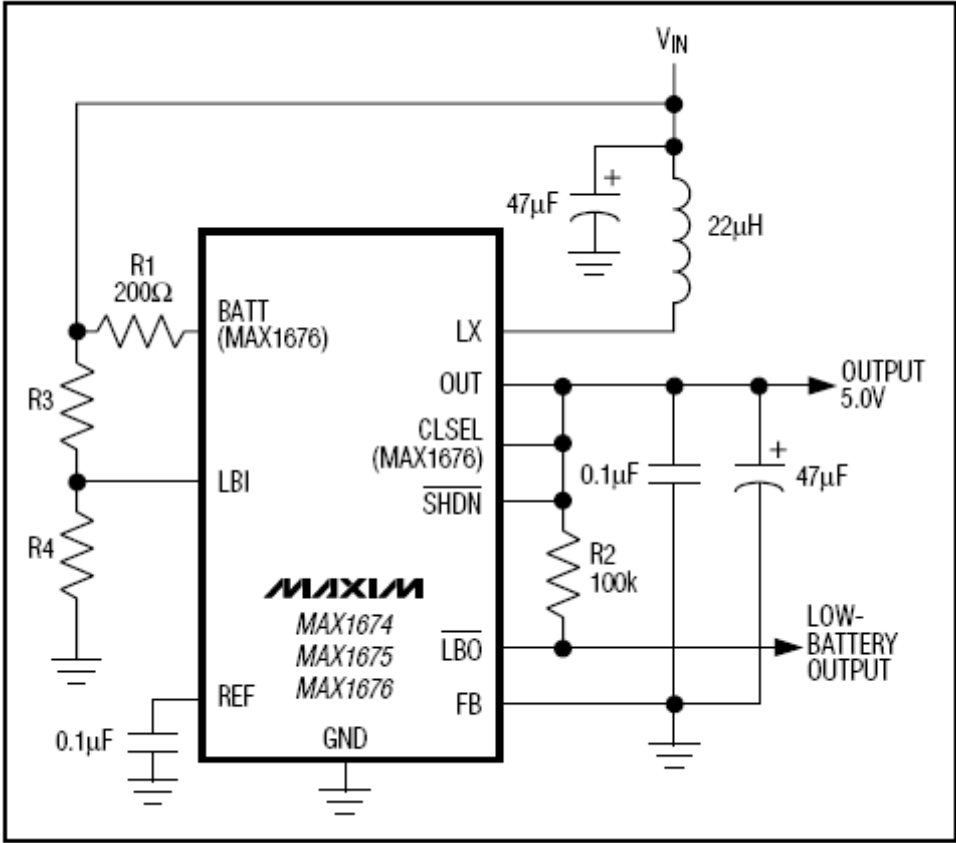 VIN
47μF
+
22μH
R1
200Ω
BATT
(MAX1676)
LX
OUT
OUTPUT
5.0V
R3
CLSEL
(MAX1676)
LBI
SHDN
0.1μF
+
47μF
R4
R2
100k
MAXIM
MAX1674
MAX1675
MAX1676
LBO
LOW-
BATTERY
OUTPUT
REF
FB
0.1μF
GND